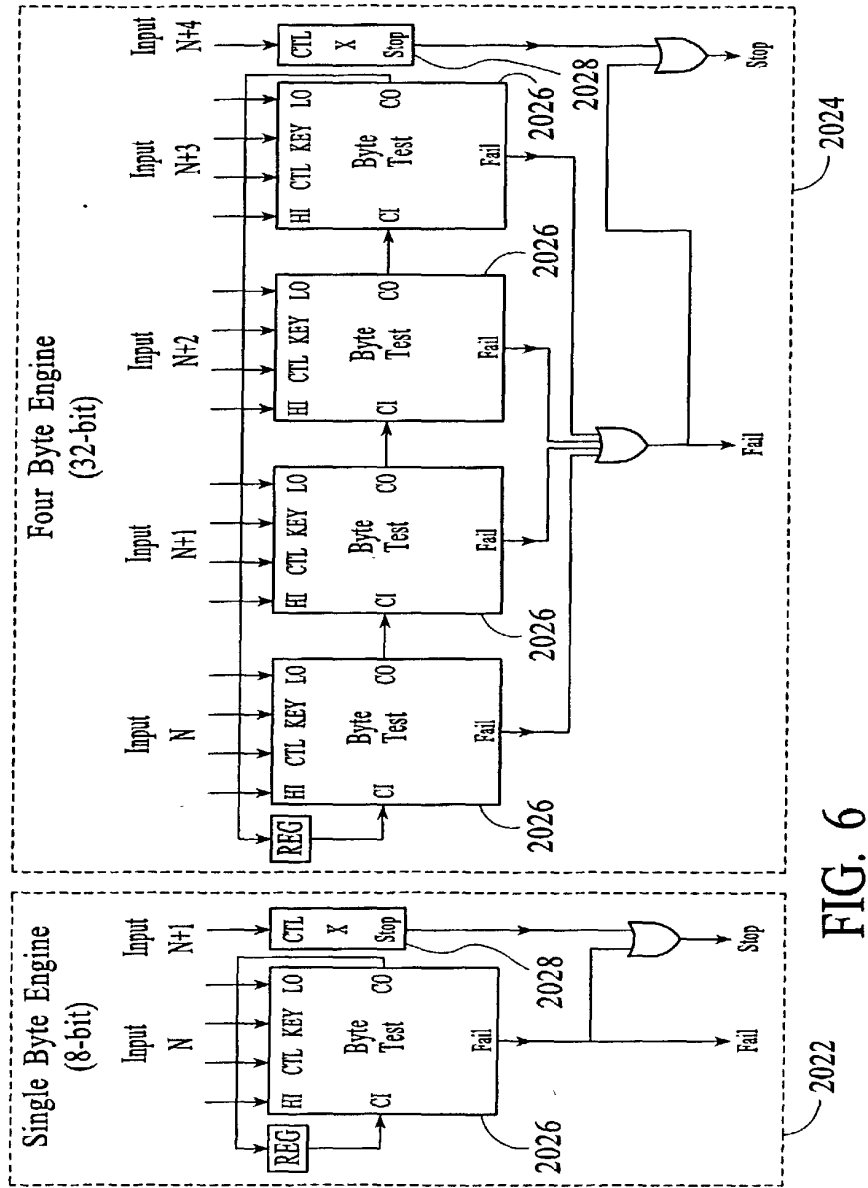 Single Byte Engine
(8-bit)
Input
N
Input
N+1
HI CTL KEY LO
CTL
X
Stop
REG
CI
CO
Byte
Test
Fail
2026
2028
Fail
Stop
2022
Four Byte Engine
(32-bit)
Input
N
Input
N+1
Input
N+2
Input
N+3
Input
N+4
HI CTL KEY LO
HI CTL KEY LO
HI CTL KEY LO
HI CTL KEY LO
CTL
X
Stop
REG
CI
CO
CI
CO
CI
CO
CI
CO
Byte
Test
Byte
Test
Byte
Test
Byte
Test
Fail
Fail
Fail
Fail
2026
2026
2026
2026
2028
Fail
Stop
2024
FIG. 6